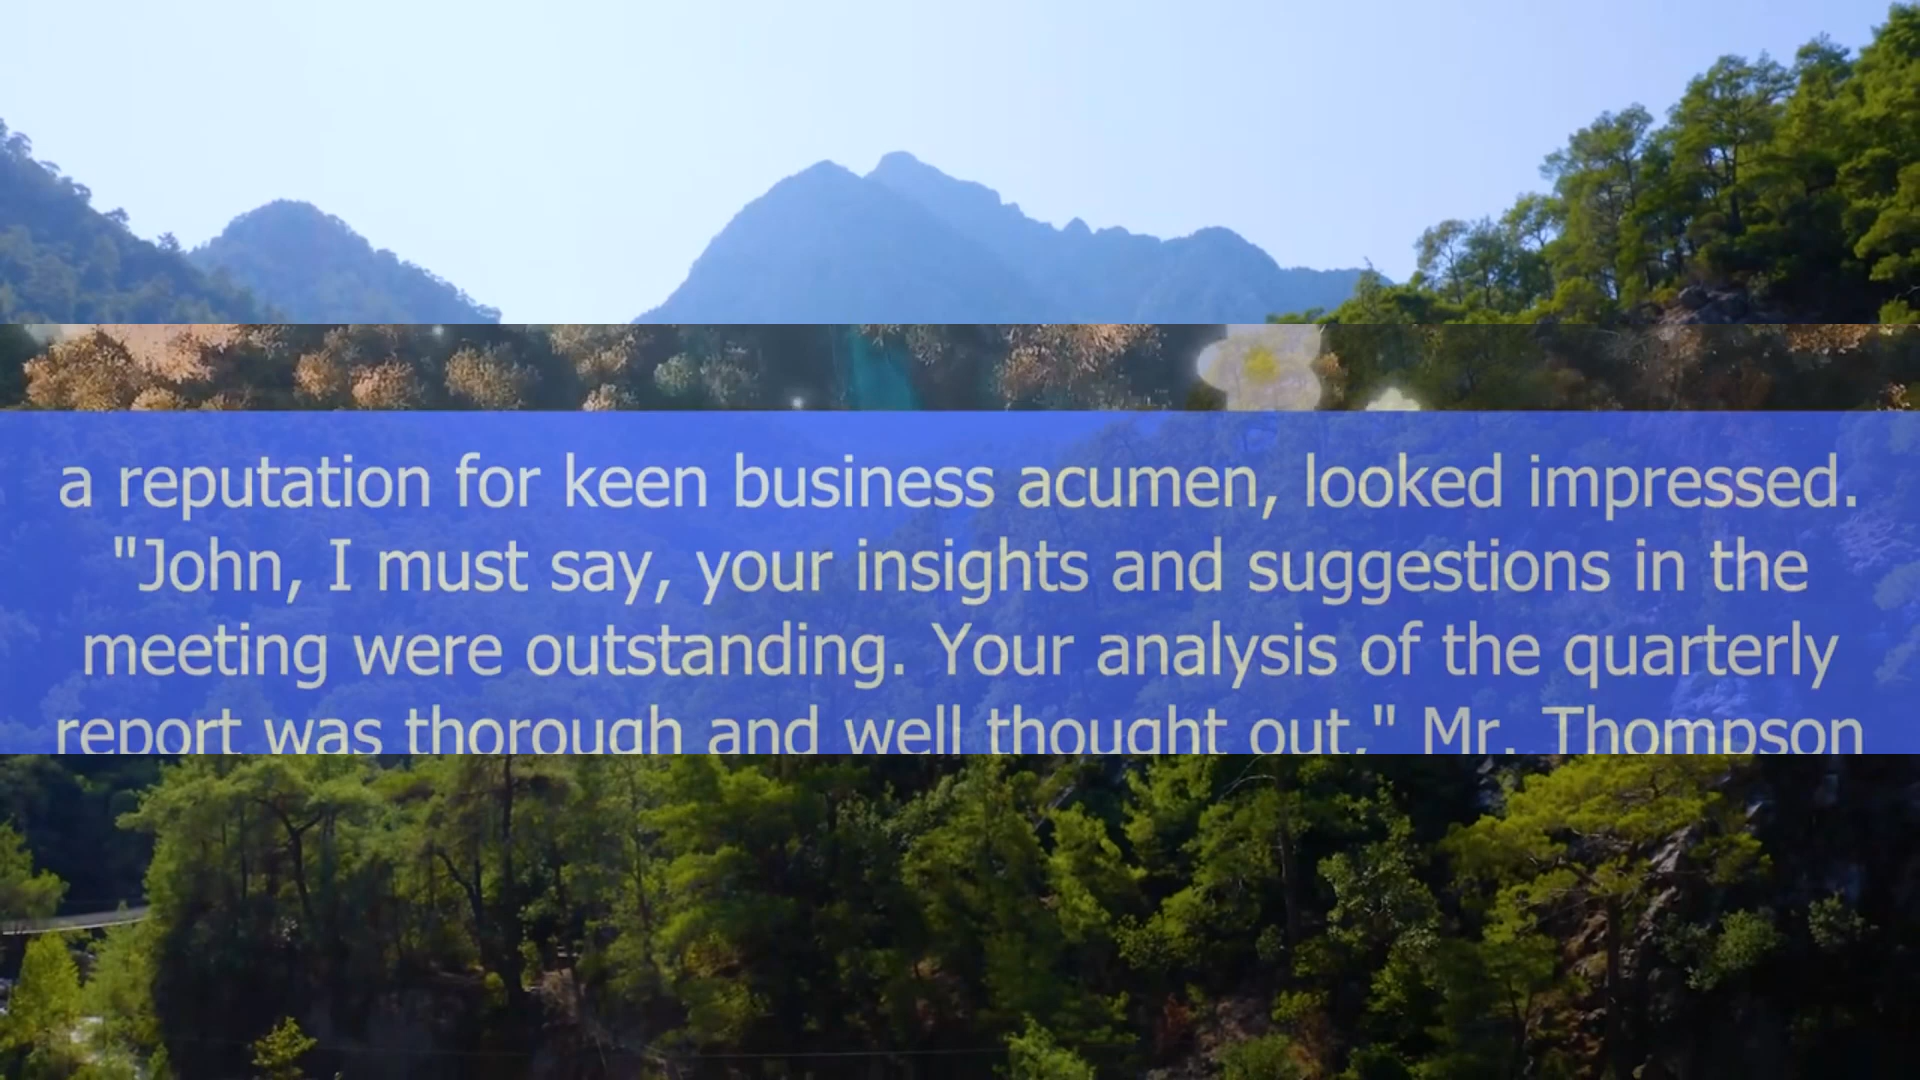 a reputation for keen business acumen, looked impressed.
"John, I must say, your insights and suggestions in the
meeting were outstanding. Your analysis of the quarterly
report was thorough and well thought out," Mr. Thompson